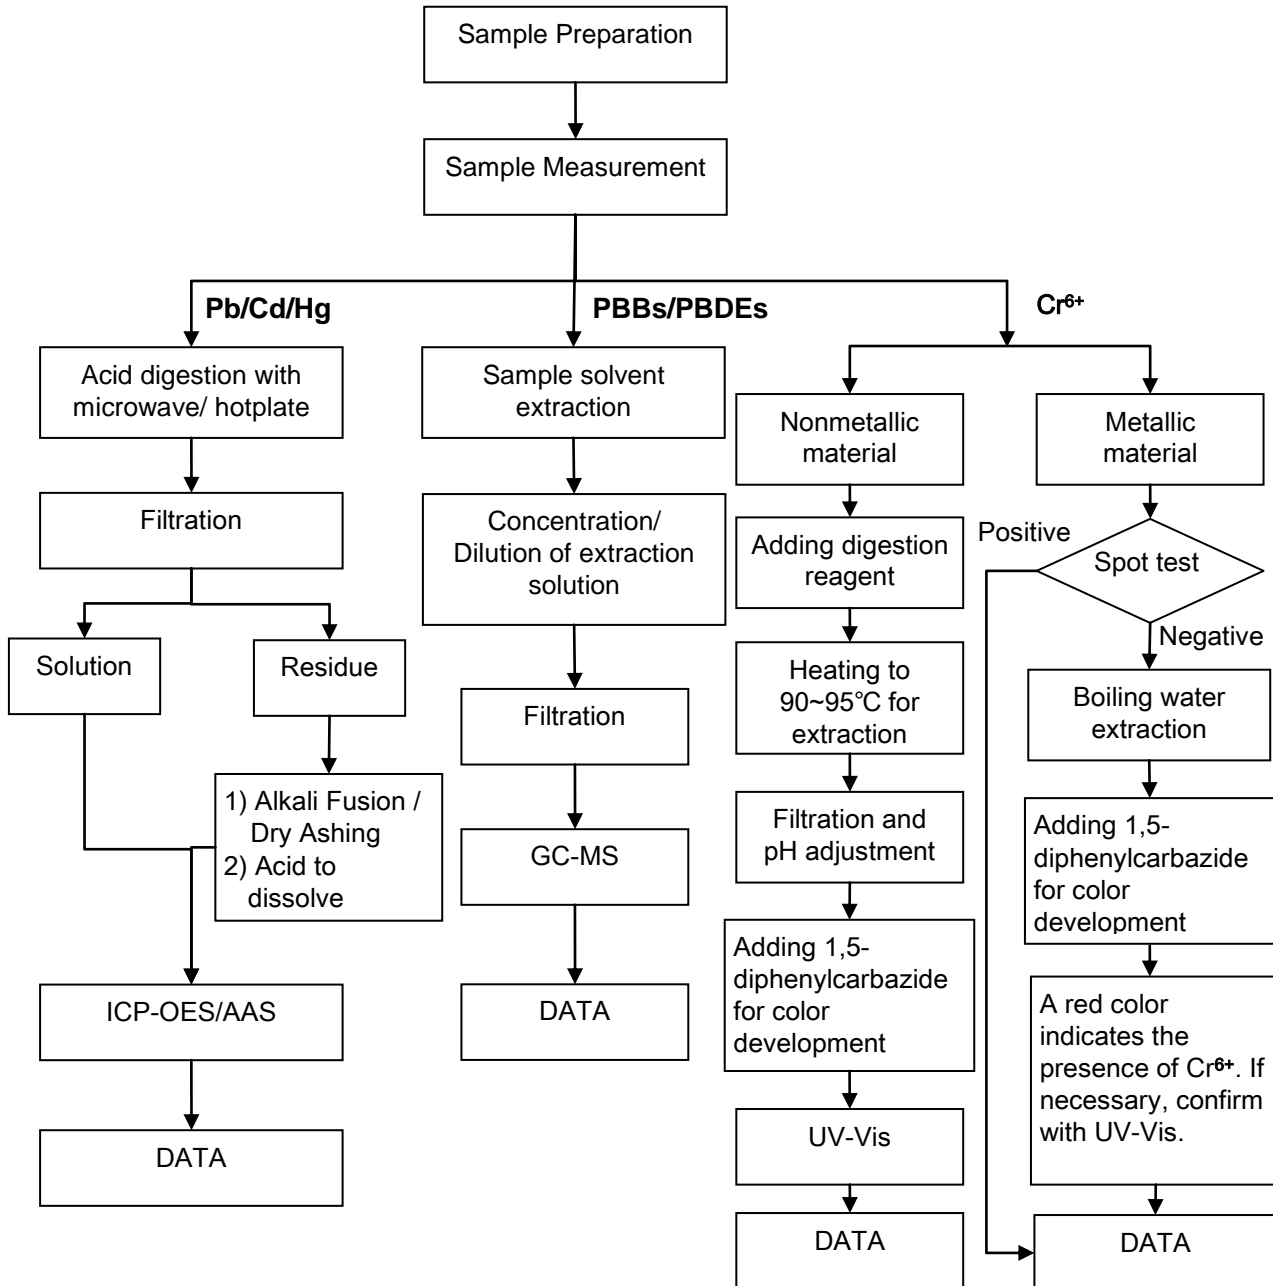 Sample Preparation
Sample Measurement
Pb/Cd/Hg
PBBs/PBDEs
Cr⁶⁺
Acid digestion with
microwave/ hotplate
Filtration
Solution
Residue
1) Alkali Fusion /
Dry Ashing
2) Acid to
dissolve
ICP-OES/AAS
DATA
Sample solvent
extraction
Concentration/
Dilution of extraction
solution
Filtration
GC-MS
DATA
Nonmetallic
material
Adding digestion
reagent
Heating to
90~95℃ for
extraction
Filtration and
pH adjustment
Adding 1,5-
diphenylcarbazide
for color
development
UV-Vis
DATA
Metallic
material
Spot test
Positive
Negative
Boiling water
extraction
Adding 1,5-
diphenylcarbazide
for color
development
A red color
indicates the
presence of Cr⁶⁺. If
necessary, confirm
with UV-Vis.
DATA